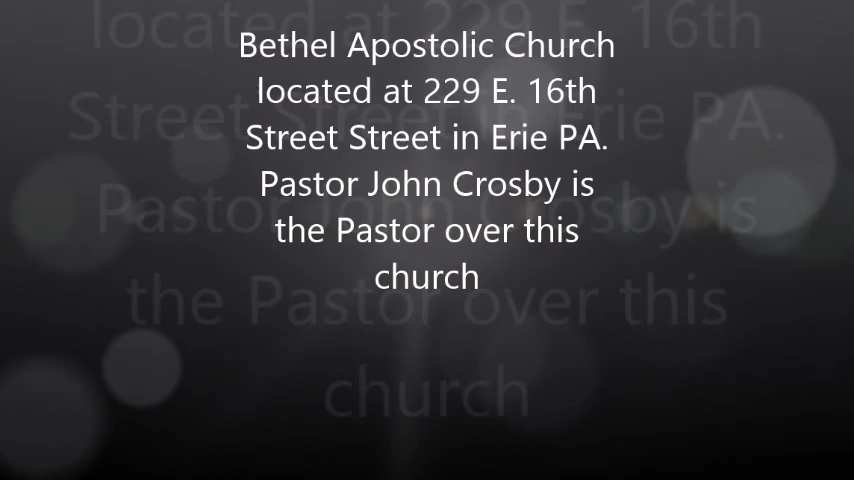 Bethel Apostolic Church
located at 229 E. 16th
Street Street in Erie PA.
Pastor John Crosby is
the Pastor over this
church